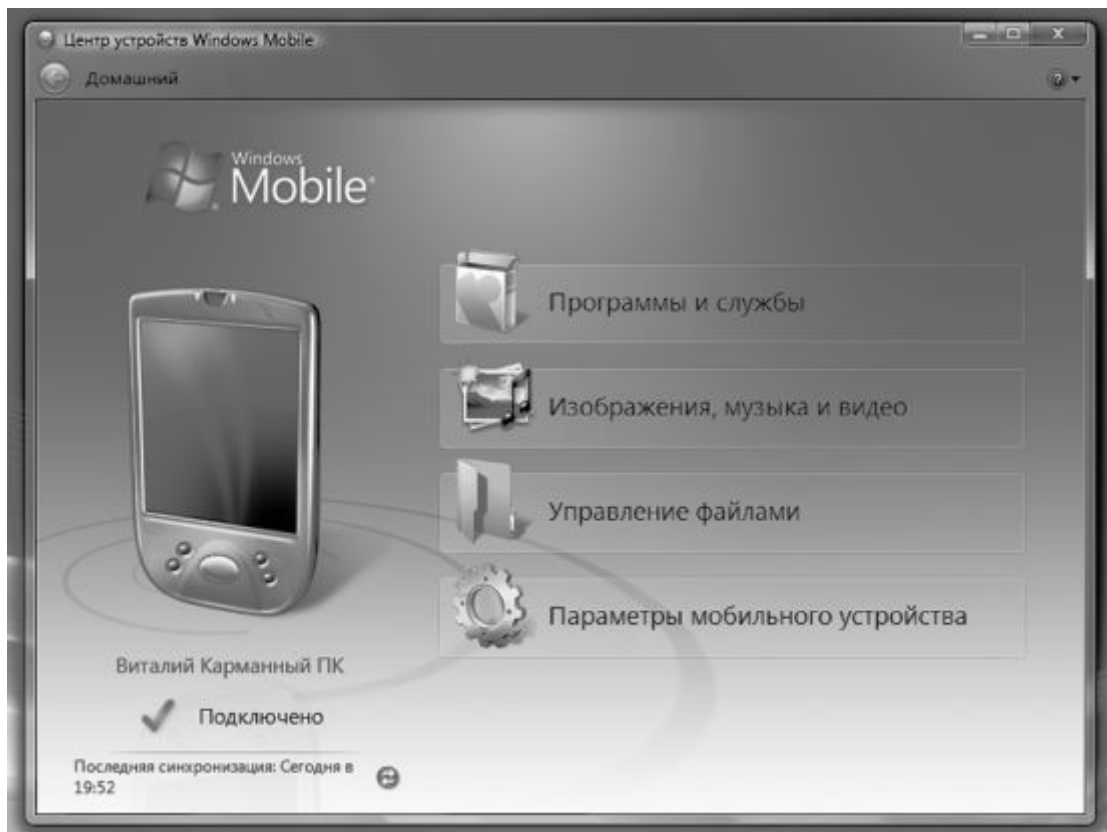 Центр устройств Windows Mobile
Домашний
Windows
Mobile
Программы и службы
Изображения, музыка и видео
Управление файлами
Параметры мобильного устройства
Виталий Карманный ПК
Подключено
Последняя синхронизация: Сегодня в
19:52